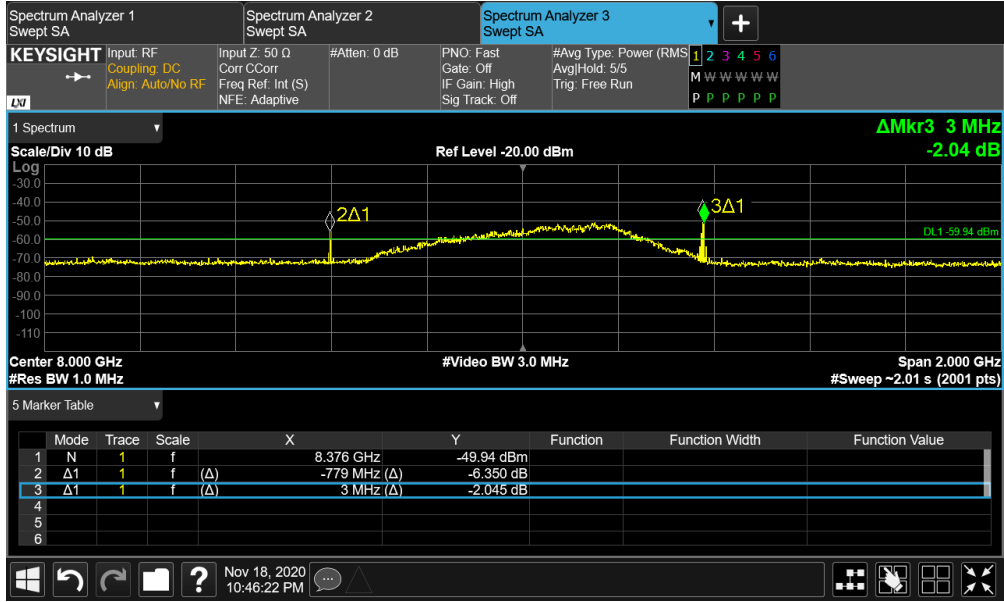 Spectrum Analyzer 1
Swept SA
Spectrum Analyzer 2
Swept SA
Spectrum Analyzer 3
Swept SA
KEYSIGHT
LXI
Input: RF
Coupling: DC
Align: Auto/No RF
Input Z: 50 Ω
Corr CCorr
Freq Ref: Int (S)
NFE: Adaptive
#Atten: 0 dB
PNO: Fast
Gate: Off
IF Gain: High
Sig Track: Off
#Avg Type: Power (RMS
Avg|Hold: 5/5
Trig: Free Run
1 2 3 4 5 6
M W W W W W
P P P P P P
1 Spectrum
ΔMkr3 3 MHz
Scale/Div 10 dB
Ref Level -20.00 dBm
-2.04 dB
Log
-30.0
-40.0
-50.0
-60.0
-70.0
-80.0
-90.0
-100
-110
2Δ1
3Δ1
DL1 -59.94 dBm
Center 8.000 GHz
#Video BW 3.0 MHz
Span 2.000 GHz
#Res BW 1.0 MHz
#Sweep ~2.01 s (2001 pts)
5 Marker Table
Mode Trace Scale X Y Function Function Width Function Value
1 N 1 f 8.376 GHz -49.94 dBm
2 Δ1 1 f (Δ) -779 MHz (Δ) -6.350 dB
3 Δ1 1 f (Δ) 3 MHz (Δ) -2.045 dB
4
5
6
?
Nov 18, 2020
10:46:22 PM